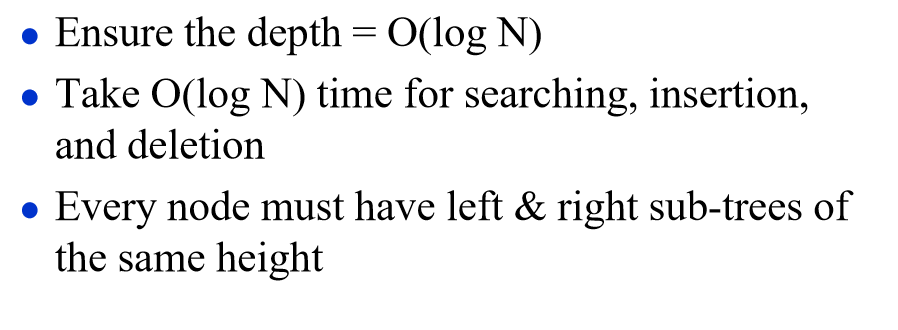 • Ensure the depth = O(log N)
• Take O(log N) time for searching, insertion,
and deletion
• Every node must have left & right sub-trees of
the same height